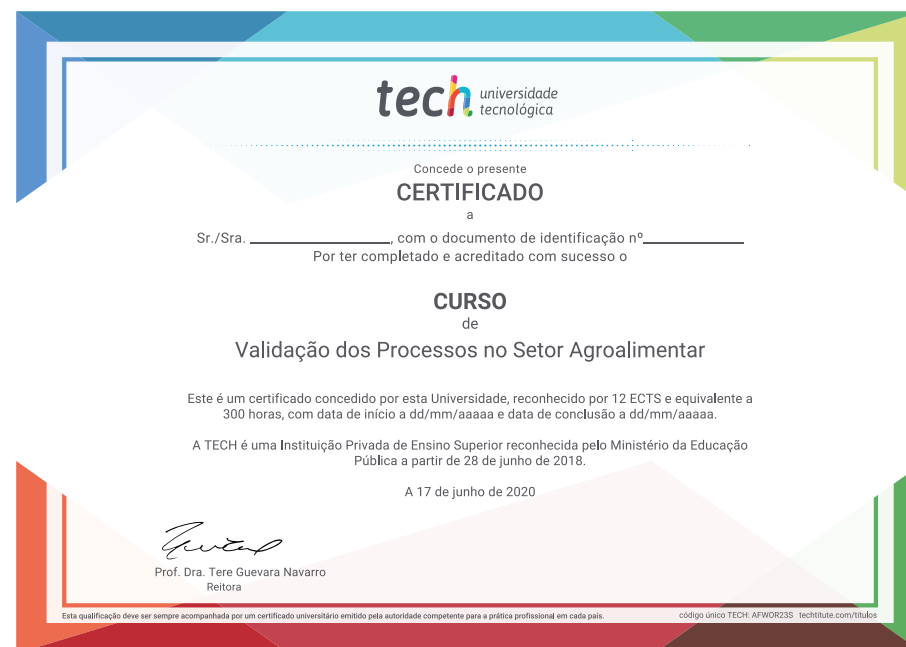 tech universidade
tecnológica
Concede o presente
CERTIFICADO
a
Sr./Sra. ____________________, com o documento de identificação nº______________
Por ter completado e acreditado com sucesso o
CURSO
de
Validação dos Processos no Setor Agroalimentar
Este é um certificado concedido por esta Universidade, reconhecido por 12 ECTS e equivalente a
300 horas, com data de início a dd/mm/aaaaa e data de conclusão a dd/mm/aaaaa.
A TECH é uma Instituição Privada de Ensino Superior reconhecida pelo Ministério da Educação
Pública a partir de 28 de junho de 2018.
A 17 de junho de 2020
Prof. Dra. Tere Guevara Navarro
Reitora
Esta qualificação deve ser sempre acompanhada por um certificado universitário emitido pela autoridade competente para a prática profissional em cada país.
código único TECH: AFWOR23S techtitute.com/titulos